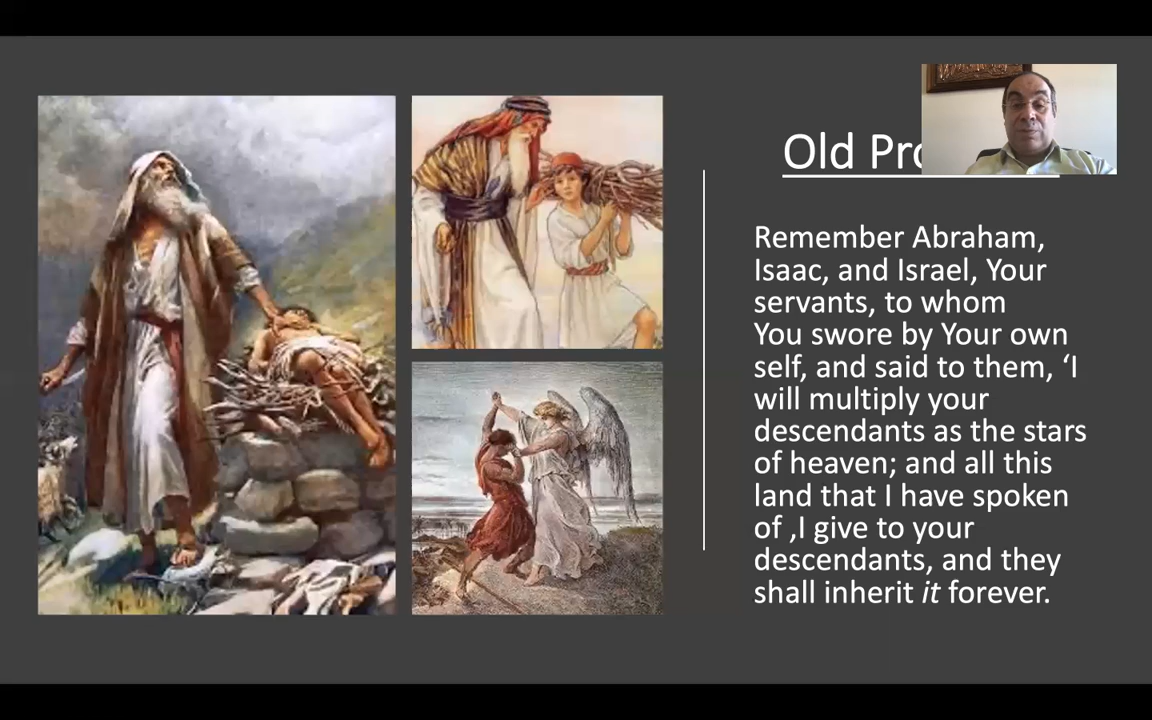 Old
Remember Abraham,
Isaac, and Israel, Your
servants, to whom
You swore by Your own
self, and said to them, ‘I
will multiply your
descendants as the stars
of heaven; and all this
land that I have spoken
of ,I give to your
descendants, and they
shall inherit it forever.